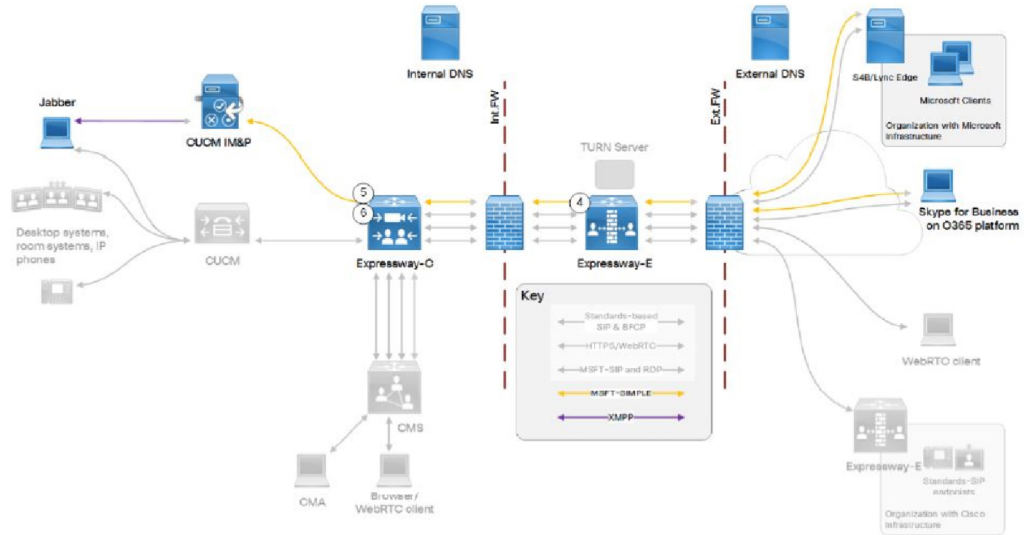 Internal DNS
External DNS
S4B/Lync Edge
Microsoft Clients
Organization with Microsoft
Infrastructure
Jabber
CUCM IM&P
Int.FW
Ext.FW
TURN Server
5
6
4
Desktop systems,
room systems, IP
phones
CUCM
Expressway-C
Expressway-E
Skype for Business
on O365 platform
Key
Standards-based
SIP & BFCP
HTTPS/WebRTC
MSFT-SIP and RDP
MSFT-SIMPLE
XMPP
WebRTC client
CMS
CMA
Browser/
WebRTC client
Expressway-E
Standards-SIP
endpoints
Organization with Cisco
Infrastructure